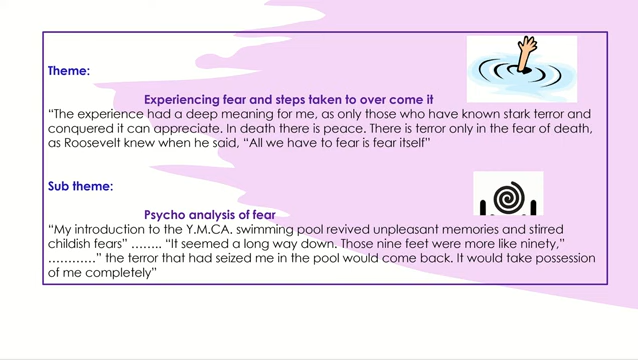 Theme:
Experiencing fear and steps taken to over come it
“The experience had a deep meaning for me, as only those who have known stark terror and
conquered it can appreciate. In death there is peace. There is terror only in the fear of death,
as Roosevelt knew when he said, “All we have to fear is fear itself”
Sub theme:
Psycho analysis of fear
“My introduction to the Y.M.CA. swimming pool revived unpleasant memories and stirred
childish fears” …….. “It seemed a long way down. Those nine feet were more like ninety,”
…………” the terror that had seized me in the pool would come back. It would take possession
of me completely”